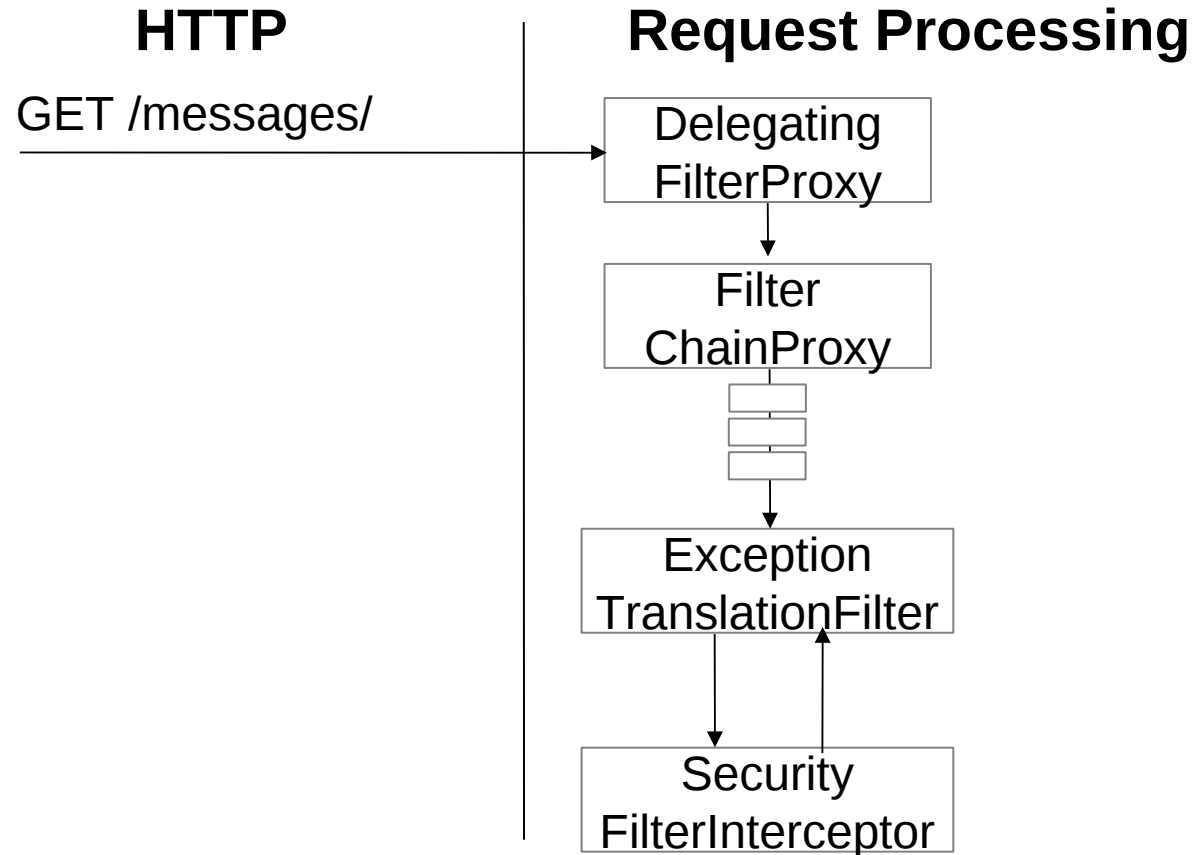 HTTP
Request Processing
GET /messages/
Delegating
FilterProxy
Filter
ChainProxy
Exception
TranslationFilter
Security
FilterInterceptor